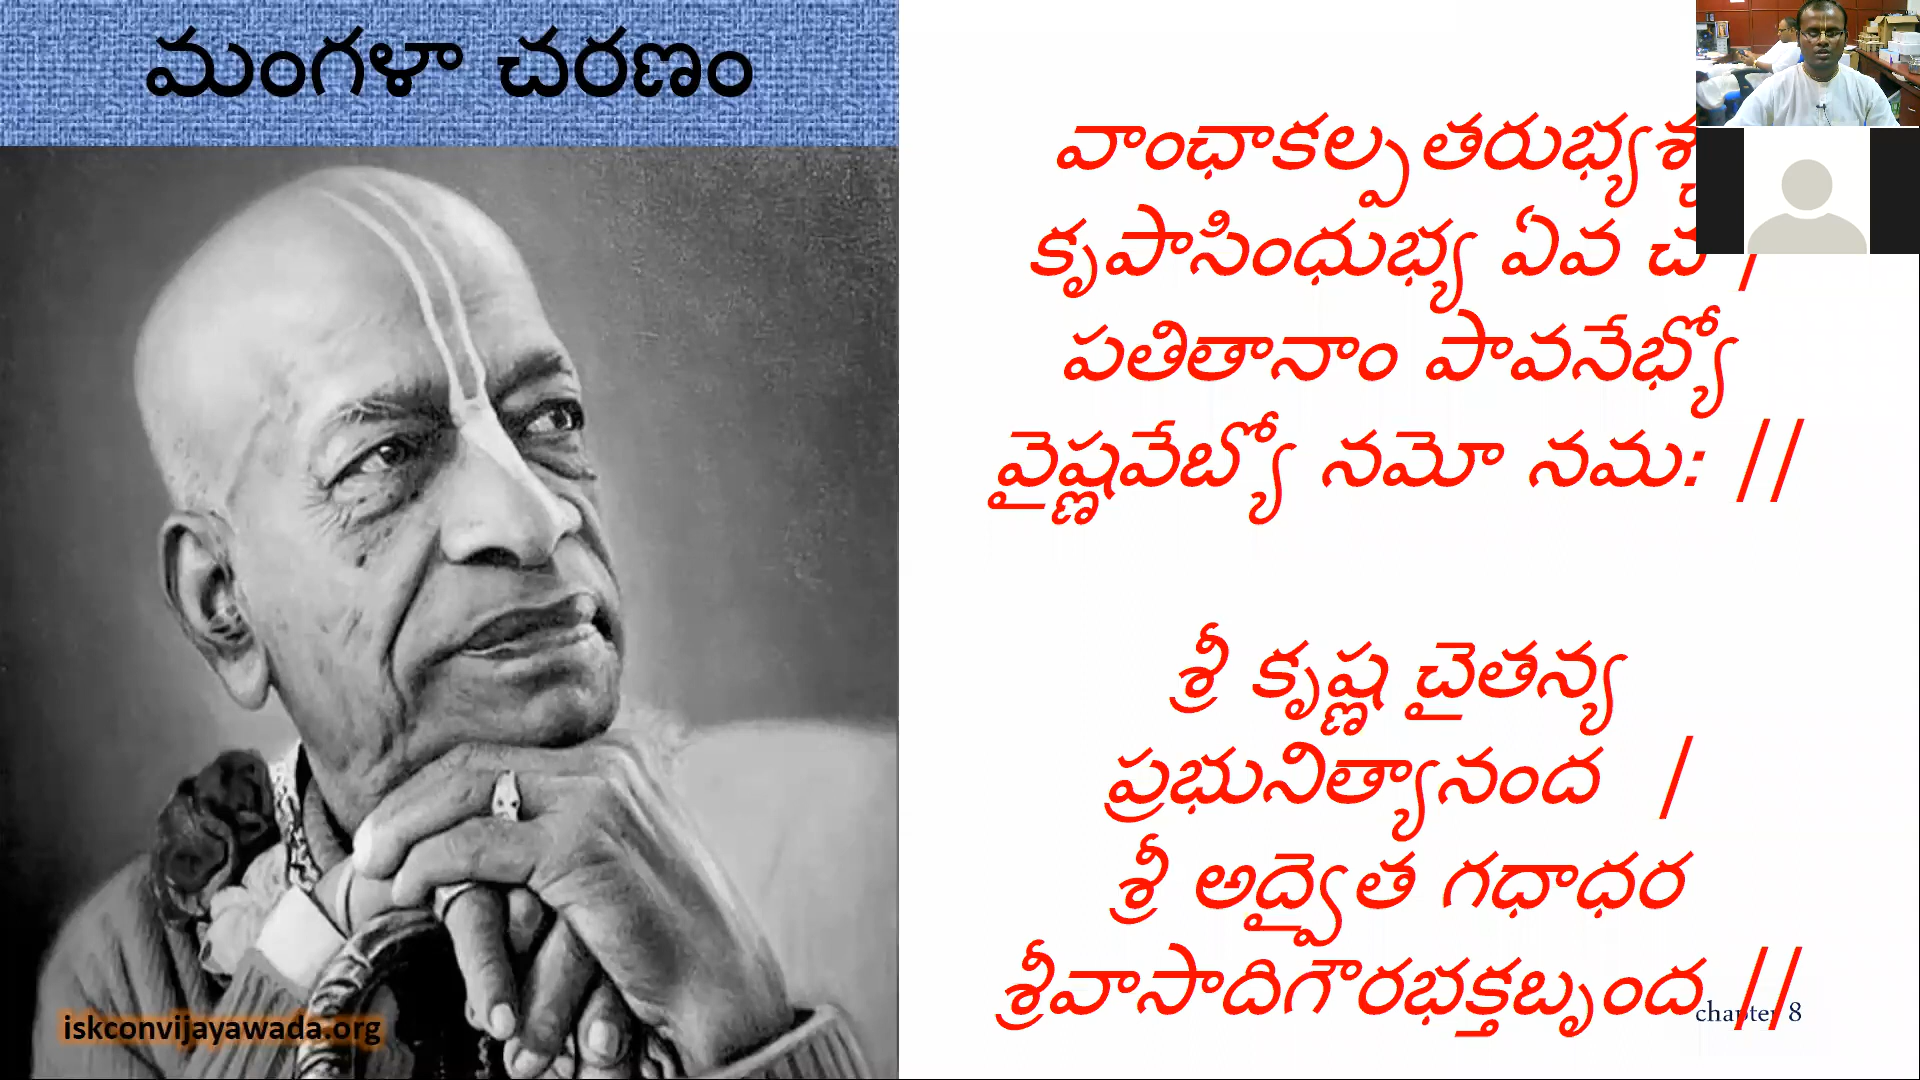 మంగళా చరణం
వాంఛాకల్పతరుభ్యశ్చ
కృపాసింధుభ్య ఏవ చ |
పతితానాం పావనేభ్యో
వైష్ణవేబ్యో నమో నమః ||
శ్రీ కృష్ణ చైతన్య
ప్రభునిత్యానంద |
శ్రీ అద్వైత గధాధర
శ్రీవాసాదిగౌరభక్తబృంద ||
iskconvijayawada.org
chapter 8